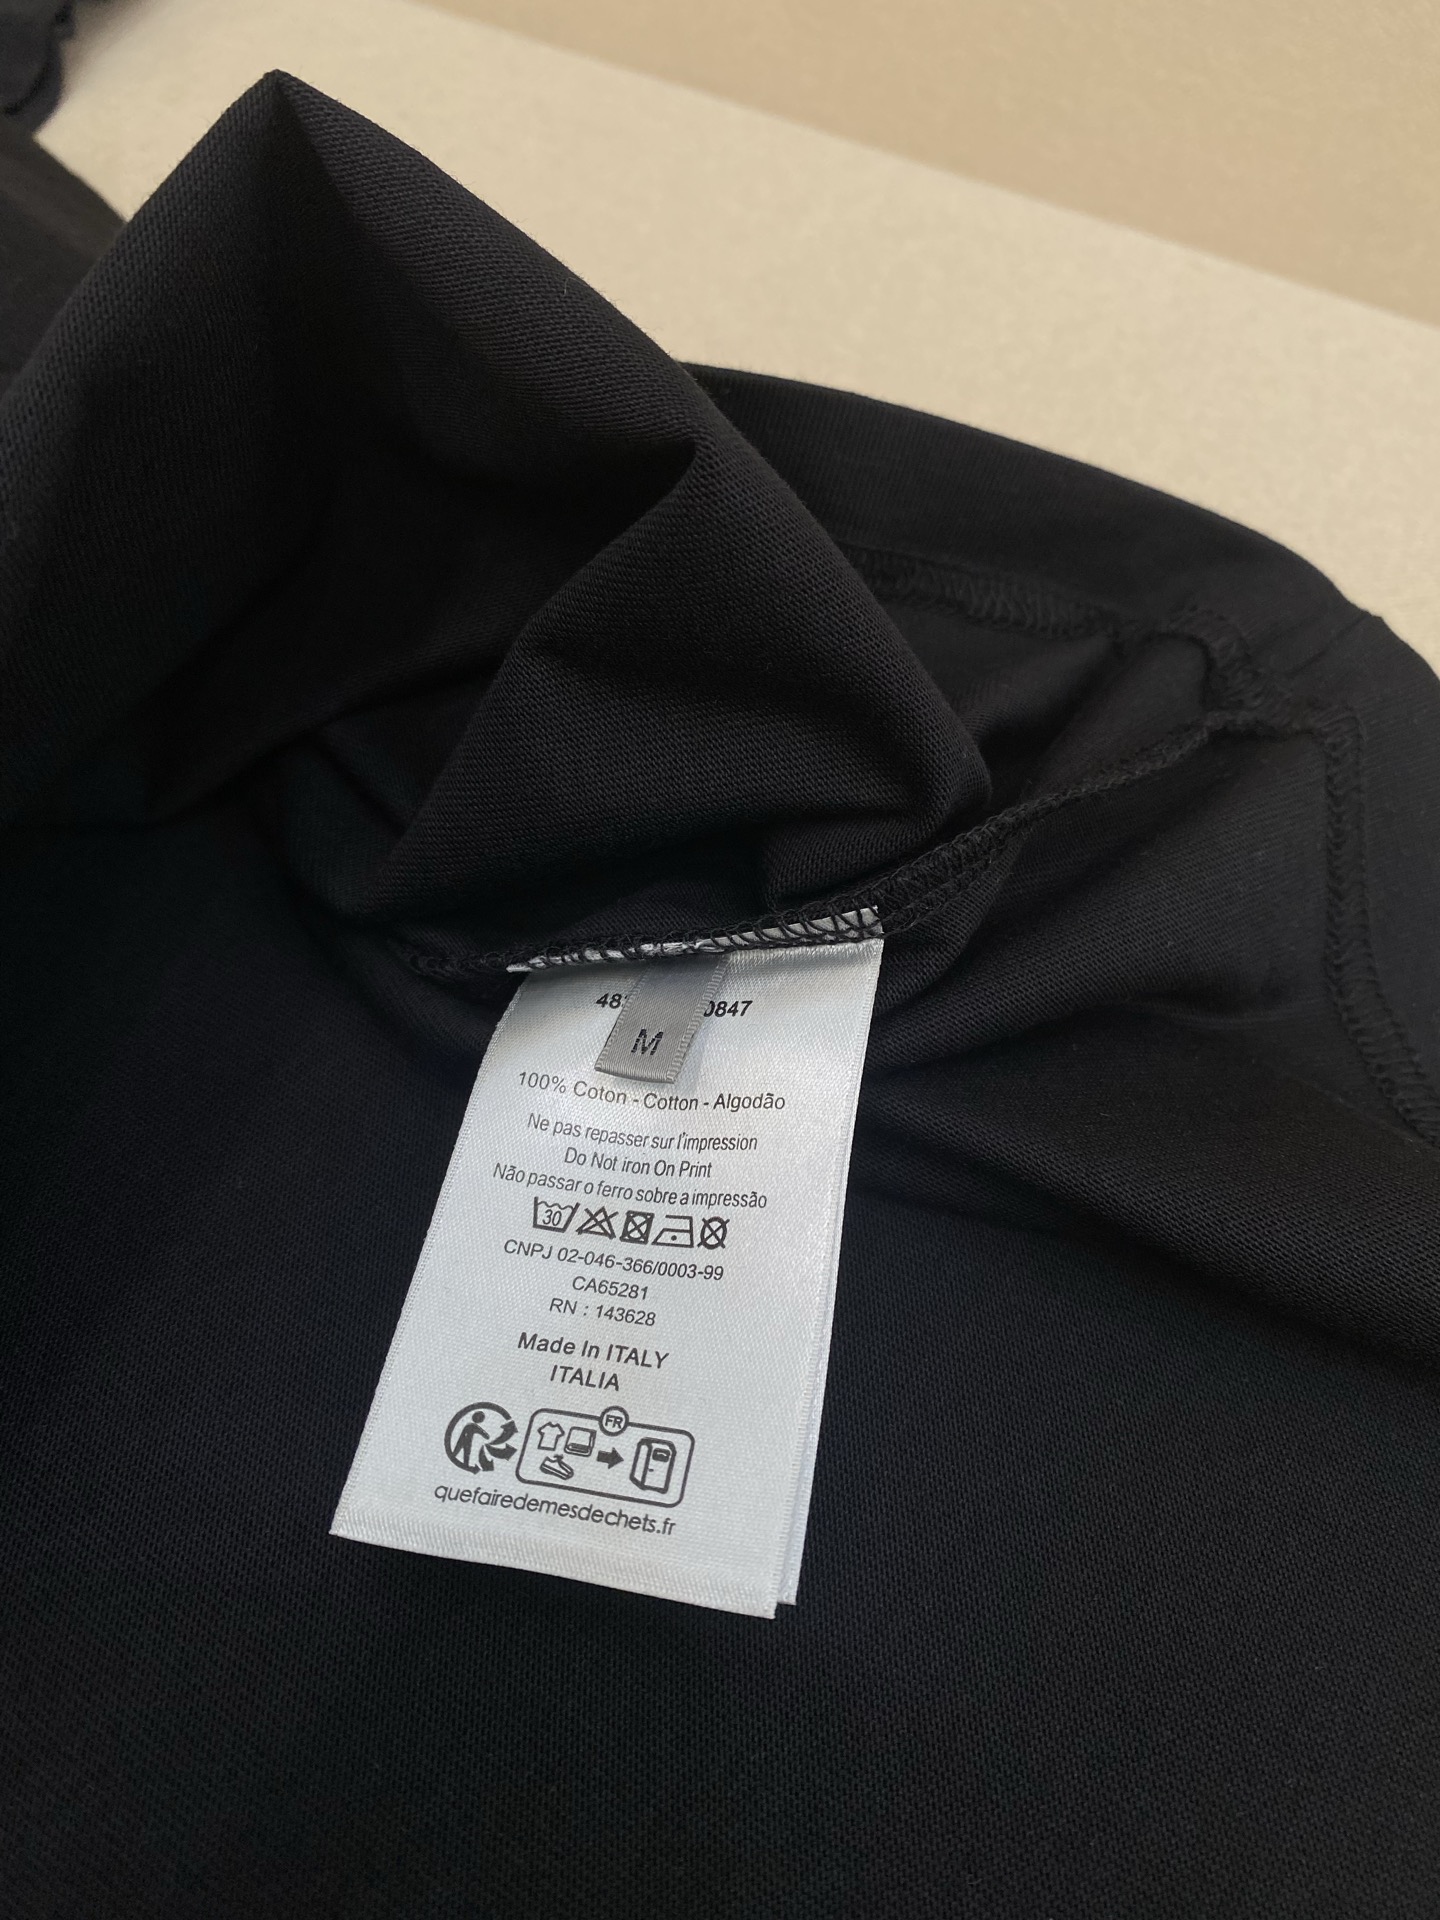 M
100% Coton - Cotton - Algodão
Ne pas repasser sur l'impression
Do Not iron On Print
Não passar o ferro sobre a impressão
30
CNPJ 02-046-366/0003-99
CA65281
RN : 143628
Made In ITALY
ITALIA
FR
quefairedemesdechets.fr